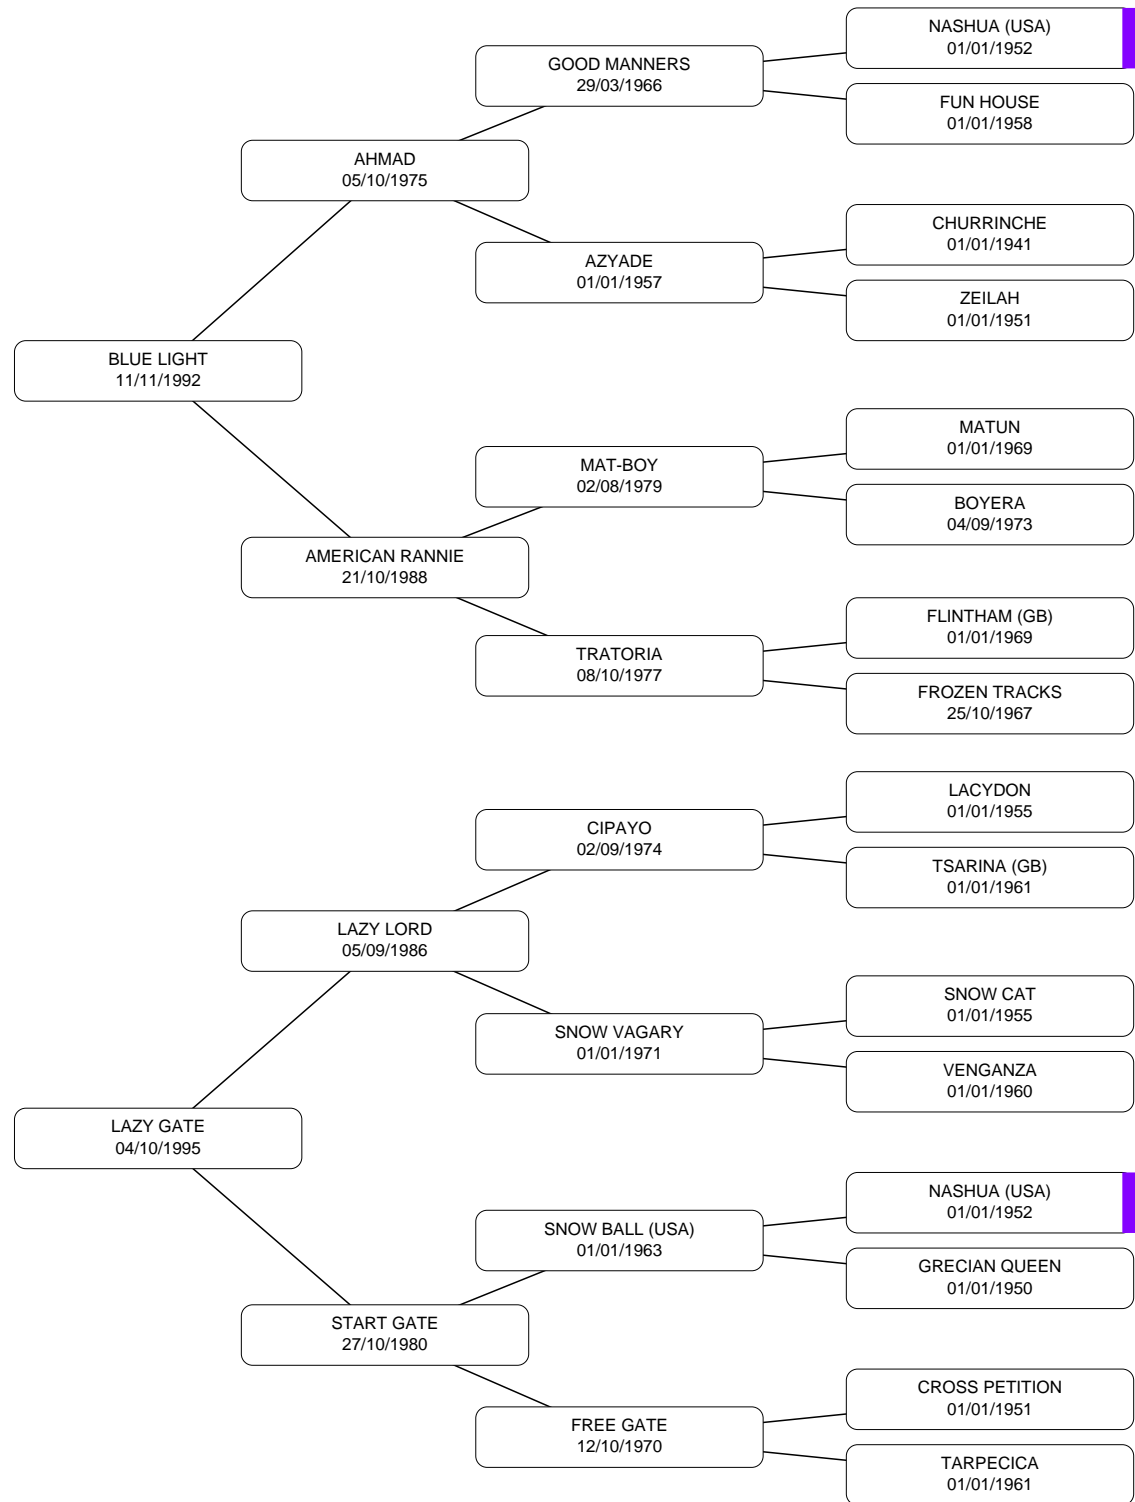 NASHUA (USA)
01/01/1952
GOOD MANNERS
29/03/1966
FUN HOUSE
01/01/1958
AHMAD
05/10/1975
CHURRINCHE
01/01/1941
AZYADE
01/01/1957
ZEILAH
01/01/1951
BLUE LIGHT
11/11/1992
MATUN
01/01/1969
MAT-BOY
02/08/1979
BOYERA
04/09/1973
AMERICAN RANNIE
21/10/1988
FLINTHAM (GB)
01/01/1969
TRATORIA
08/10/1977
FROZEN TRACKS
25/10/1967
LACYDON
01/01/1955
CIPAYO
02/09/1974
TSARINA (GB)
01/01/1961
LAZY LORD
05/09/1986
SNOW CAT
01/01/1955
SNOW VAGARY
01/01/1971
VENGANZA
01/01/1960
LAZY GATE
04/10/1995
NASHUA (USA)
01/01/1952
SNOW BALL (USA)
01/01/1963
GRECIAN QUEEN
01/01/1950
START GATE
27/10/1980
CROSS PETITION
01/01/1951
FREE GATE
12/10/1970
TARPECICA
01/01/1961